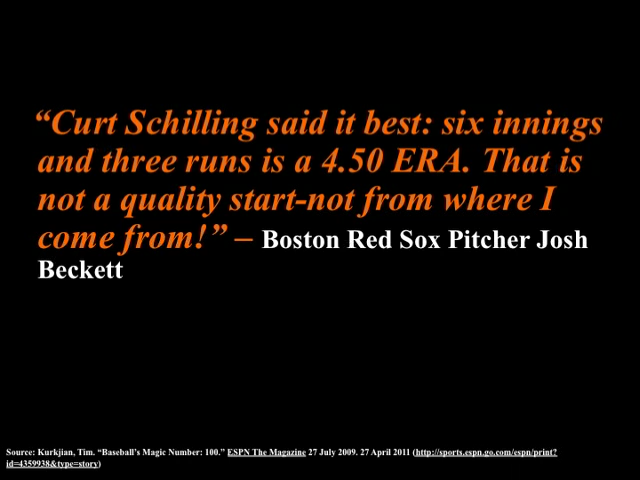 “Curt Schilling said it best: six innings
and three runs is a 4.50 ERA. That is
not a quality start-not from where I
come from!” – Boston Red Sox Pitcher Josh
Beckett
Source: Kurkjian, Tim. “Baseball’s Magic Number: 100.” ESPN The Magazine 27 July 2009. 27 April 2011 (http://sports.espn.go.com/espn/print?
id=4359938&type=story)